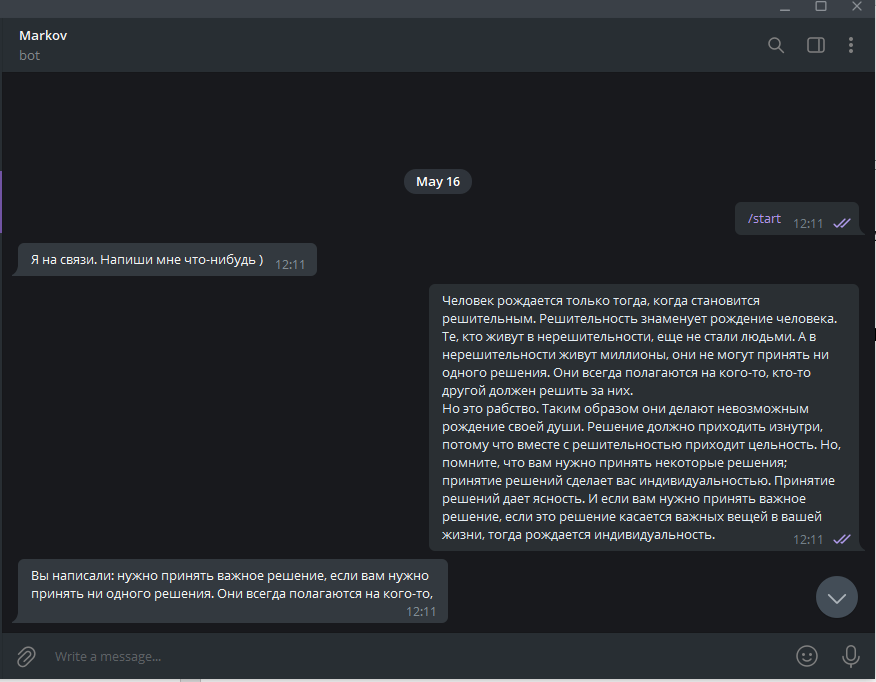 Markov
bot
May 16
/start 12:11
Я на связи. Напиши мне что-нибудь ) 12:11
Человек рождается только тогда, когда становится
решительным. Решительность знаменует рождение человека.
Те, кто живут в нерешительности, еще не стали людьми. А в
нерешительности живут миллионы, они не могут принять ни
одного решения. Они всегда полагаются на кого-то, кто-то
другой должен решить за них.
Но это рабство. Таким образом они делают невозможным
рождение своей души. Решение должно приходить изнутри,
потому что вместе с решительностью приходит цельность. Но,
помните, что вам нужно принять некоторые решения;
принятие решений сделает вас индивидуальностью. Принятие
решений дает ясность. И если вам нужно принять важное
решение, если это решение касается важных вещей в вашей
жизни, тогда рождается индивидуальность. 12:11
Вы написали: нужно принять важное решение, если вам нужно
принять ни одного решения. Они всегда полагаются на кого-то,
12:11
Write a message...